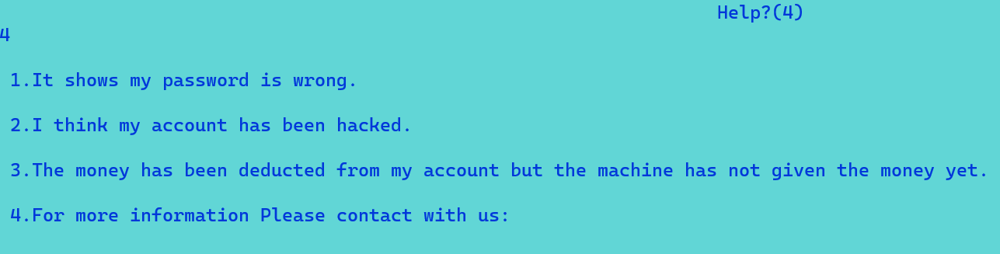 Help?(4)
4
1.It shows my password is wrong.
2.I think my account has been hacked.
3.The money has been deducted from my account but the machine has not given the money yet.
4.For more information Please contact with us: